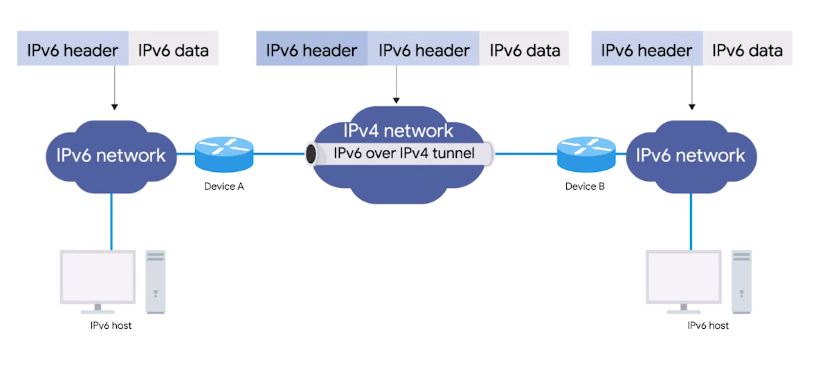 IPv6 header IPv6 data
IPv6 header IPv6 header IPv6 data
IPv6 header IPv6 data
IPv6 network
Device A
IPv4 network
IPv6 over IPv4 tunnel
Device B
IPv6 network
IPv6 host
IPv6 host